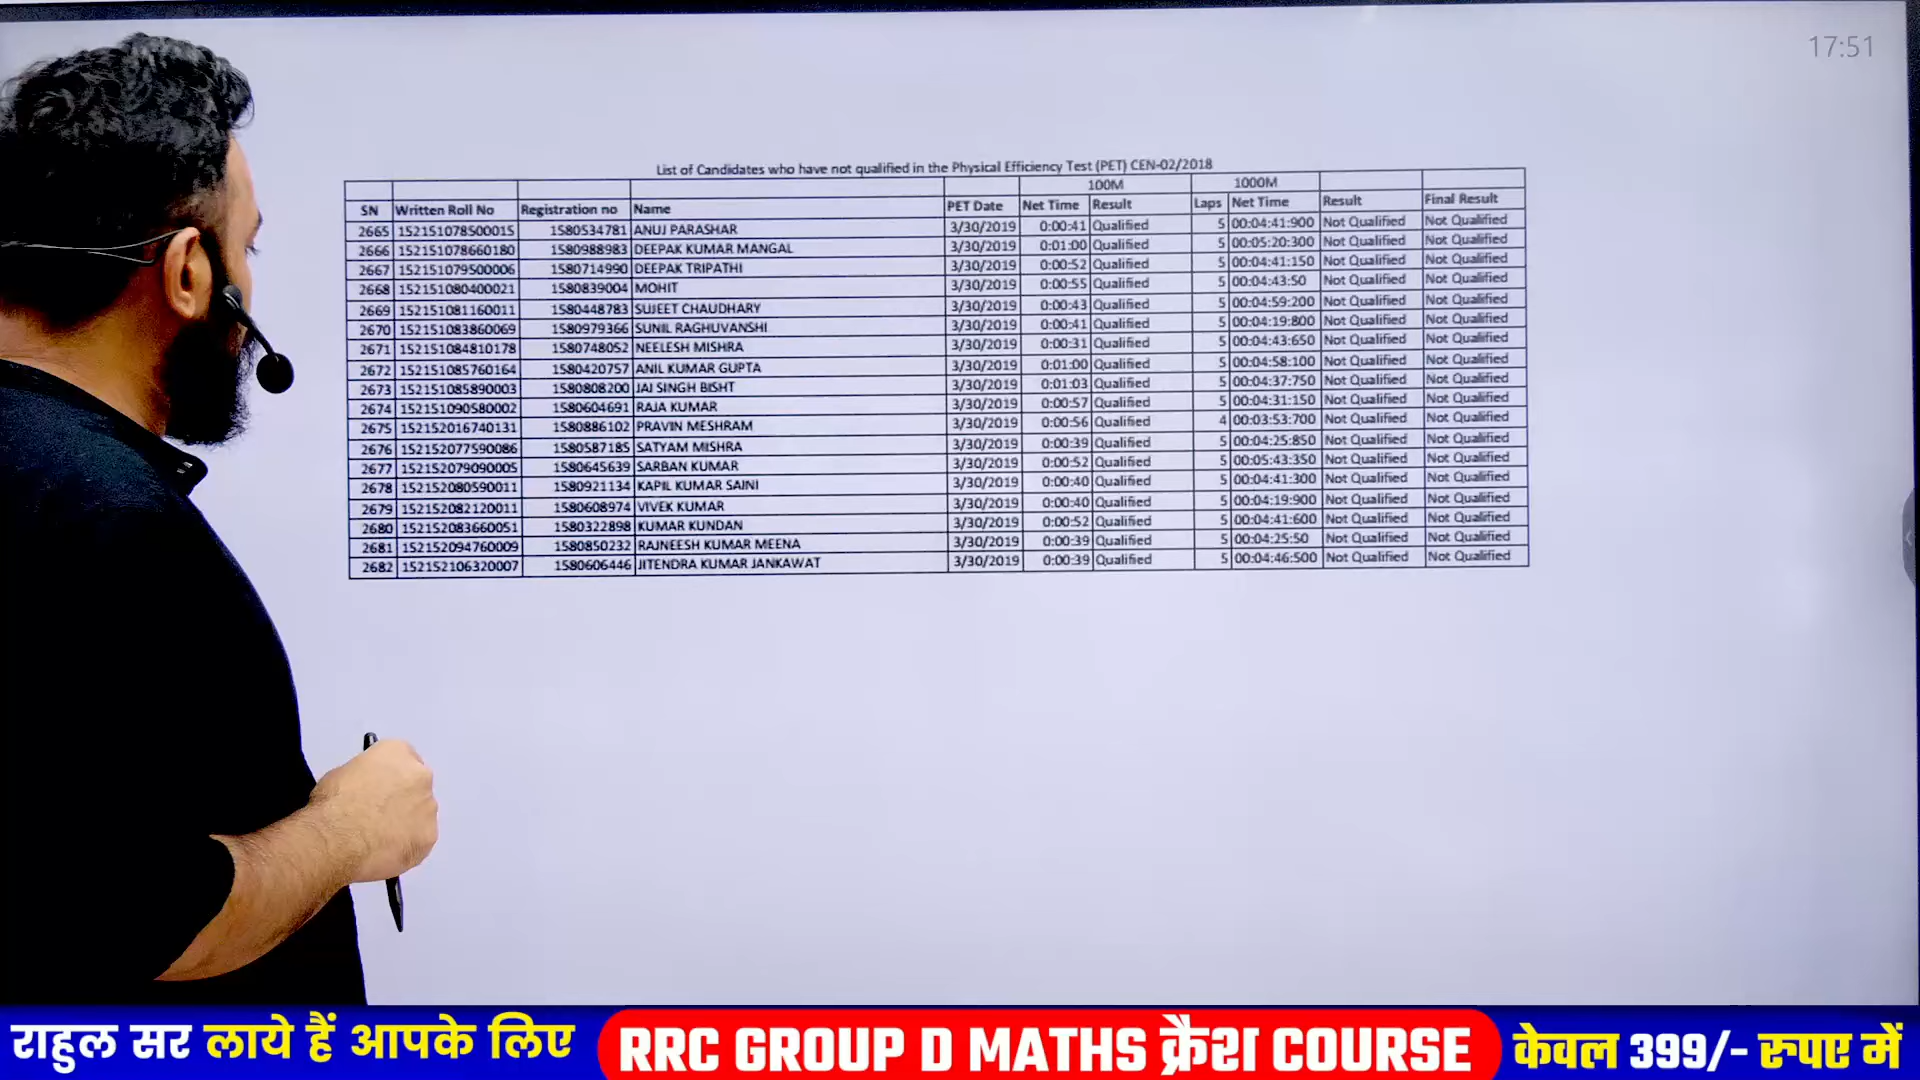 17:51
List of Candidates who have not qualified in the Physical Efficiency Test (PET) CEN-02/2018
100M 1000M
SN Written Roll No Registration no Name PET Date Net Time Result Laps Net Time Result Final Result
2665 152151078500015 1580534781 ANUJ PARASHAR 3/30/2019 0:00:41 Qualified 5 00:04:41:900 Not Qualified Not Qualified
2666 152151078660180 1580988983 DEEPAK KUMAR MANGAL 3/30/2019 0:01:00 Qualified 5 00:05:20:300 Not Qualified Not Qualified
2667 152151079500006 1580714990 DEEPAK TRIPATHI 3/30/2019 0:00:52 Qualified 5 00:04:41:150 Not Qualified Not Qualified
2668 152151080400021 1580839004 MOHIT 3/30/2019 0:00:55 Qualified 5 00:04:43:50 Not Qualified Not Qualified
2669 152151081160011 1580448783 SUJEET CHAUDHARY 3/30/2019 0:00:43 Qualified 5 00:04:59:200 Not Qualified Not Qualified
2670 152151083860069 1580979366 SUNIL RAGHUVANSHI 3/30/2019 0:00:41 Qualified 5 00:04:19:800 Not Qualified Not Qualified
2671 152151084810178 1580748052 NEELESH MISHRA 3/30/2019 0:00:31 Qualified 5 00:04:43:650 Not Qualified Not Qualified
2672 152151085760164 1580420757 ANIL KUMAR GUPTA 3/30/2019 0:01:00 Qualified 5 00:04:58:100 Not Qualified Not Qualified
2673 152151085890003 1580808200 JAI SINGH BISHT 3/30/2019 0:01:03 Qualified 5 00:04:37:750 Not Qualified Not Qualified
2674 152151090580002 1580604691 RAJA KUMAR 3/30/2019 0:00:57 Qualified 5 00:04:31:150 Not Qualified Not Qualified
2675 152152016740131 1580886102 PRAVIN MESHRAM 3/30/2019 0:00:56 Qualified 4 00:03:53:700 Not Qualified Not Qualified
2676 152152077590086 1580587185 SATYAM MISHRA 3/30/2019 0:00:39 Qualified 5 00:04:25:850 Not Qualified Not Qualified
2677 152152079090005 1580645639 SARBAN KUMAR 3/30/2019 0:00:52 Qualified 5 00:05:43:350 Not Qualified Not Qualified
2678 152152080590011 1580921134 KAPIL KUMAR SAINI 3/30/2019 0:00:40 Qualified 5 00:04:41:300 Not Qualified Not Qualified
2679 152152082120011 1580608974 VIVEK KUMAR 3/30/2019 0:00:40 Qualified 5 00:04:19:900 Not Qualified Not Qualified
2680 152152083660051 1580322898 KUMAR KUNDAN 3/30/2019 0:00:52 Qualified 5 00:04:41:600 Not Qualified Not Qualified
2681 152152094760009 1580850232 RAJNEESH KUMAR MEENA 3/30/2019 0:00:39 Qualified 5 00:04:25:50 Not Qualified Not Qualified
2682 152152106320007 1580606446 JITENDRA KUMAR JANKAWAT 3/30/2019 0:00:39 Qualified 5 00:04:46:500 Not Qualified Not Qualified
राहुल सर लाये हैं आपके लिए RRC GROUP D MATHS क्रैश COURSE केवल 399/- रुपए में